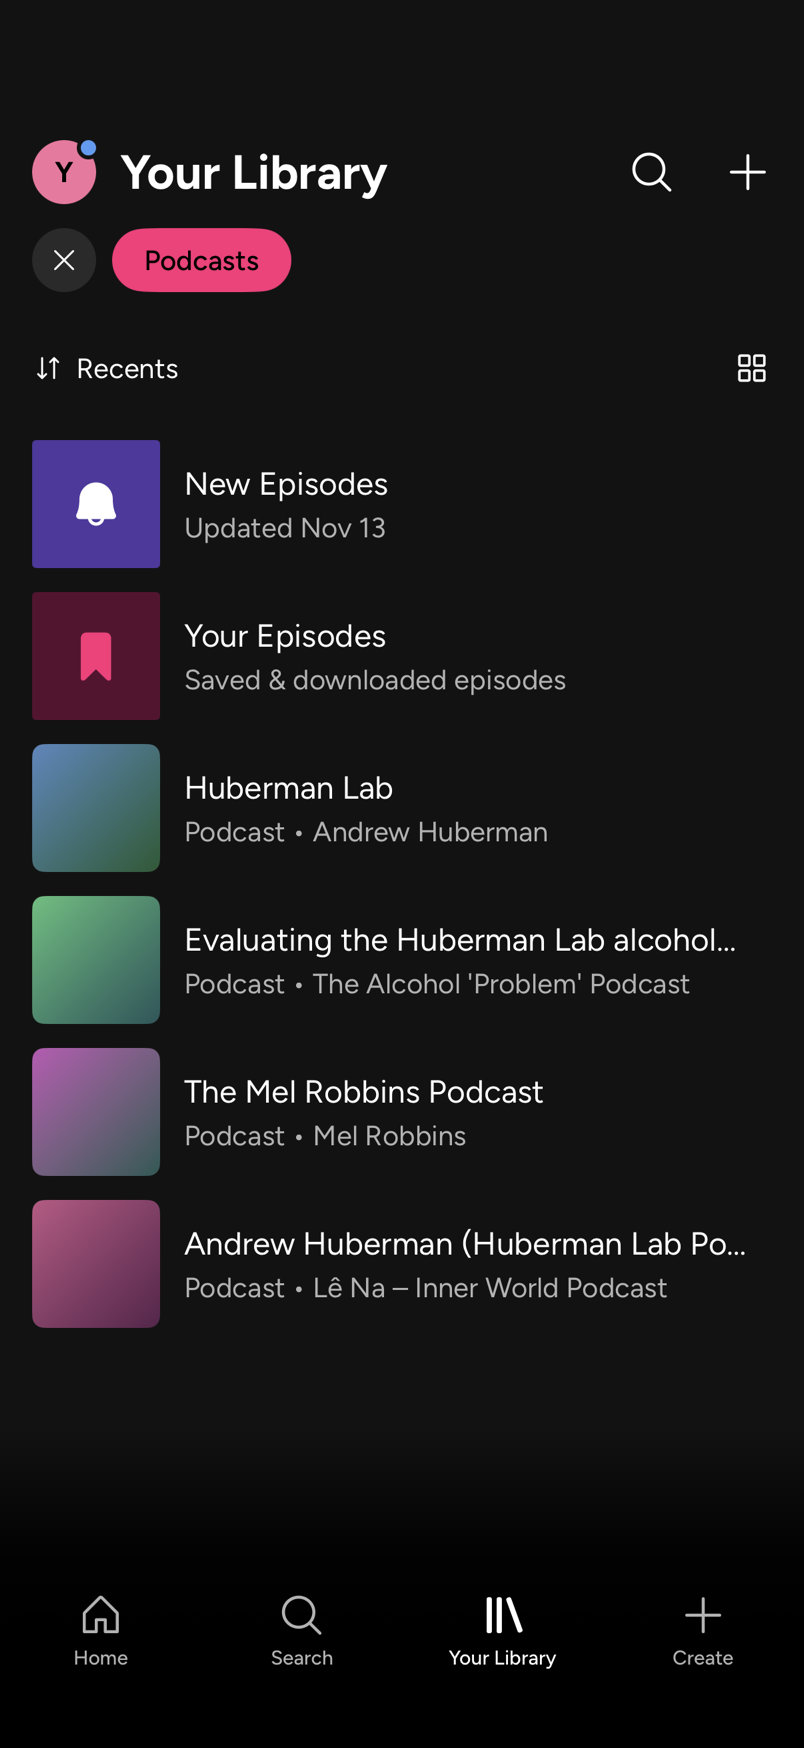 Y
Your Library
Podcasts
Recents
New Episodes
Updated Nov 13
Your Episodes
Saved & downloaded episodes
Huberman Lab
Podcast • Andrew Huberman
Evaluating the Huberman Lab alcohol...
Podcast • The Alcohol 'Problem' Podcast
The Mel Robbins Podcast
Podcast • Mel Robbins
Andrew Huberman (Huberman Lab Po...
Podcast • Lê Na – Inner World Podcast
Home
Search
Your Library
Create